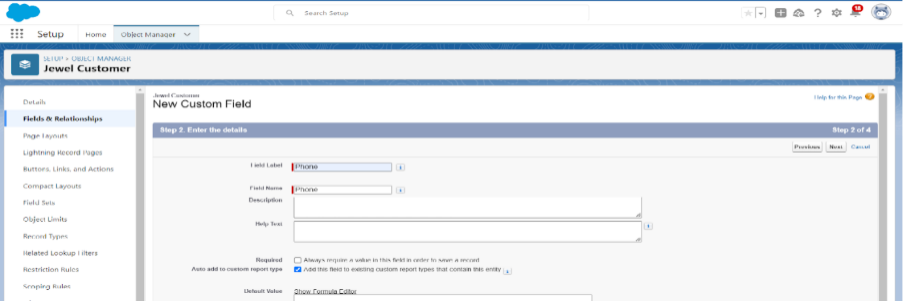 Search Setup
18
Setup Home Object Manager
SETUP > OBJECT MANAGER
Jewel Customer
Details
Fields & Relationships
Page Layouts
Lightning Record Pages
Buttons, Links, and Actions
Compact Layouts
Field Sets
Object Limits
Record Types
Related Lookup Filters
Restriction Rules
Scoping Rules
Jewel Customer
New Custom Field
Help for this Page
Step 2. Enter the details Step 2 of 4
Previous Next Cancel
Field Label Phone
Field Name Phone
Description
Help Text
Required Always require a value in this field in order to save a record
Auto add to custom report type Add this field to existing custom report types that contain this entity
Default Value Show Formula Editor